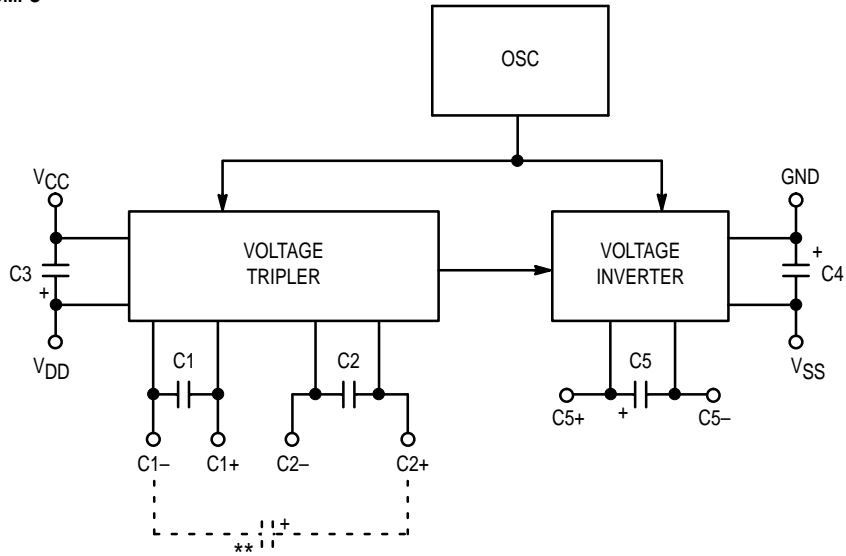 OSC
VCC
GND
VOLTAGE
TRIPLER
VOLTAGE
INVERTER
C3
+
+
C4
VDD
C1
C2
C5
VSS
C5+
+
C5–
C1–
C1+
C2–
C2+
+
**